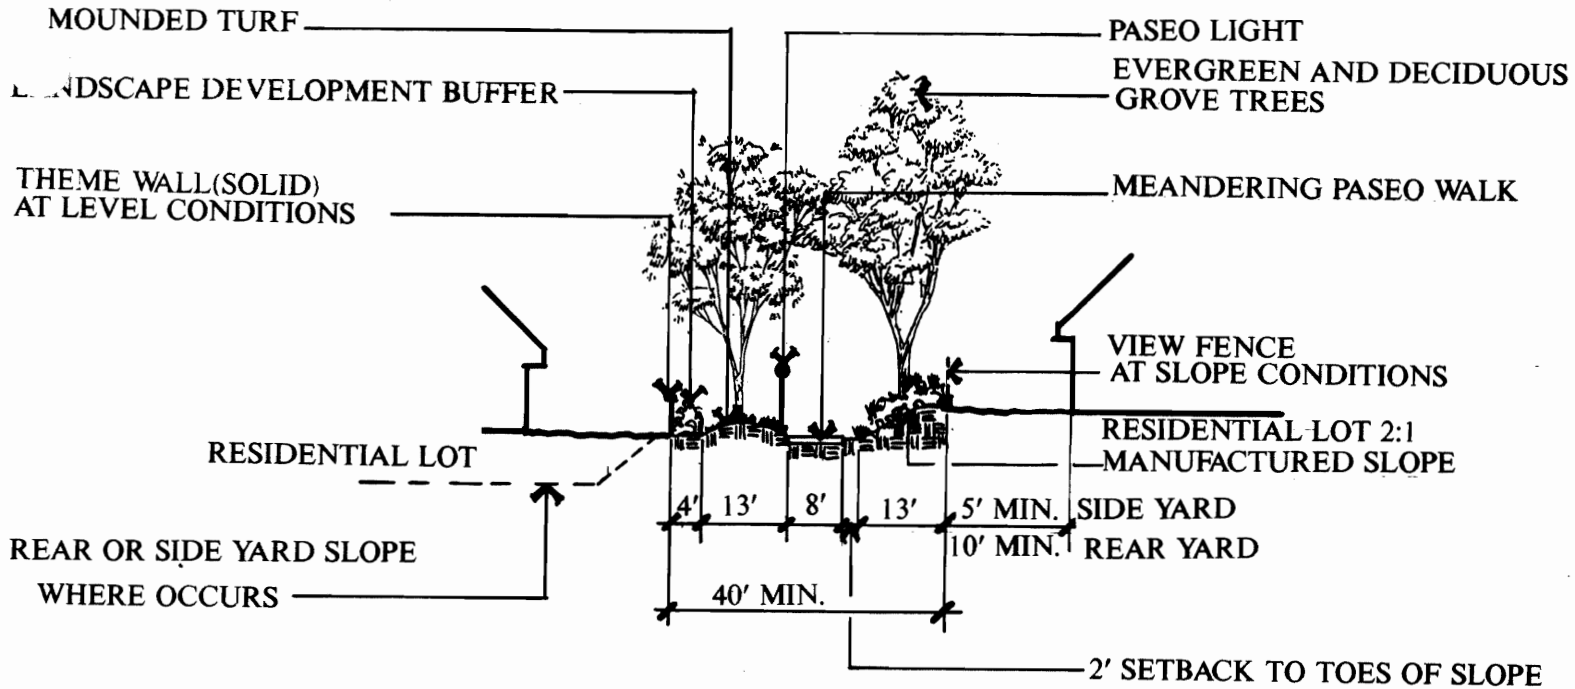 MOUNDED TURF
DEVELOPMENT BUFFER
THEME WALL(SOLID)
AT LEVEL CONDITIONS
RESIDENTIAL LOT
REAR OR SIDE YARD SLOPE
WHERE OCCURS
PASEO LIGHT
EVERGREEN AND DECIDUOUS
GROVE TREES
MEANDERING PASEO WALK
VIEW FENCE
AT SLOPE CONDITIONS
RESIDENTIAL LOT 2:1
MANUFACTURED SLOPE
4' 13' 8' 13' 5' MIN. SIDE YARD
10' MIN. REAR YARD
40' MIN.
2' SETBACK TO TOES OF SLOPE